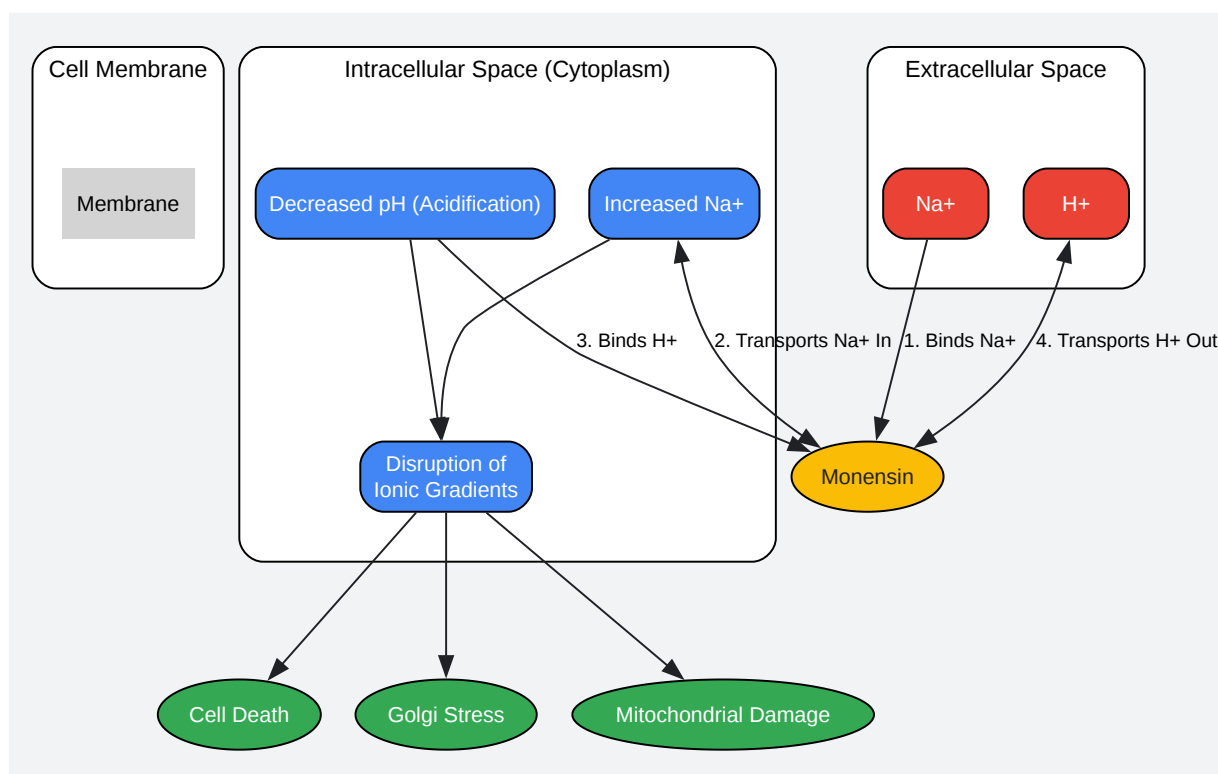 Cell Membrane
Intracellular Space (Cytoplasm)
Extracellular Space
Membrane
Decreased pH (Acidification)
Increased Na+
Na+
H+
3. Binds H+
2. Transports Na+ In
1. Binds Na+
4. Transports H+ Out
Disruption of
Ionic Gradients
Monensin
Cell Death
Golgi Stress
Mitochondrial Damage